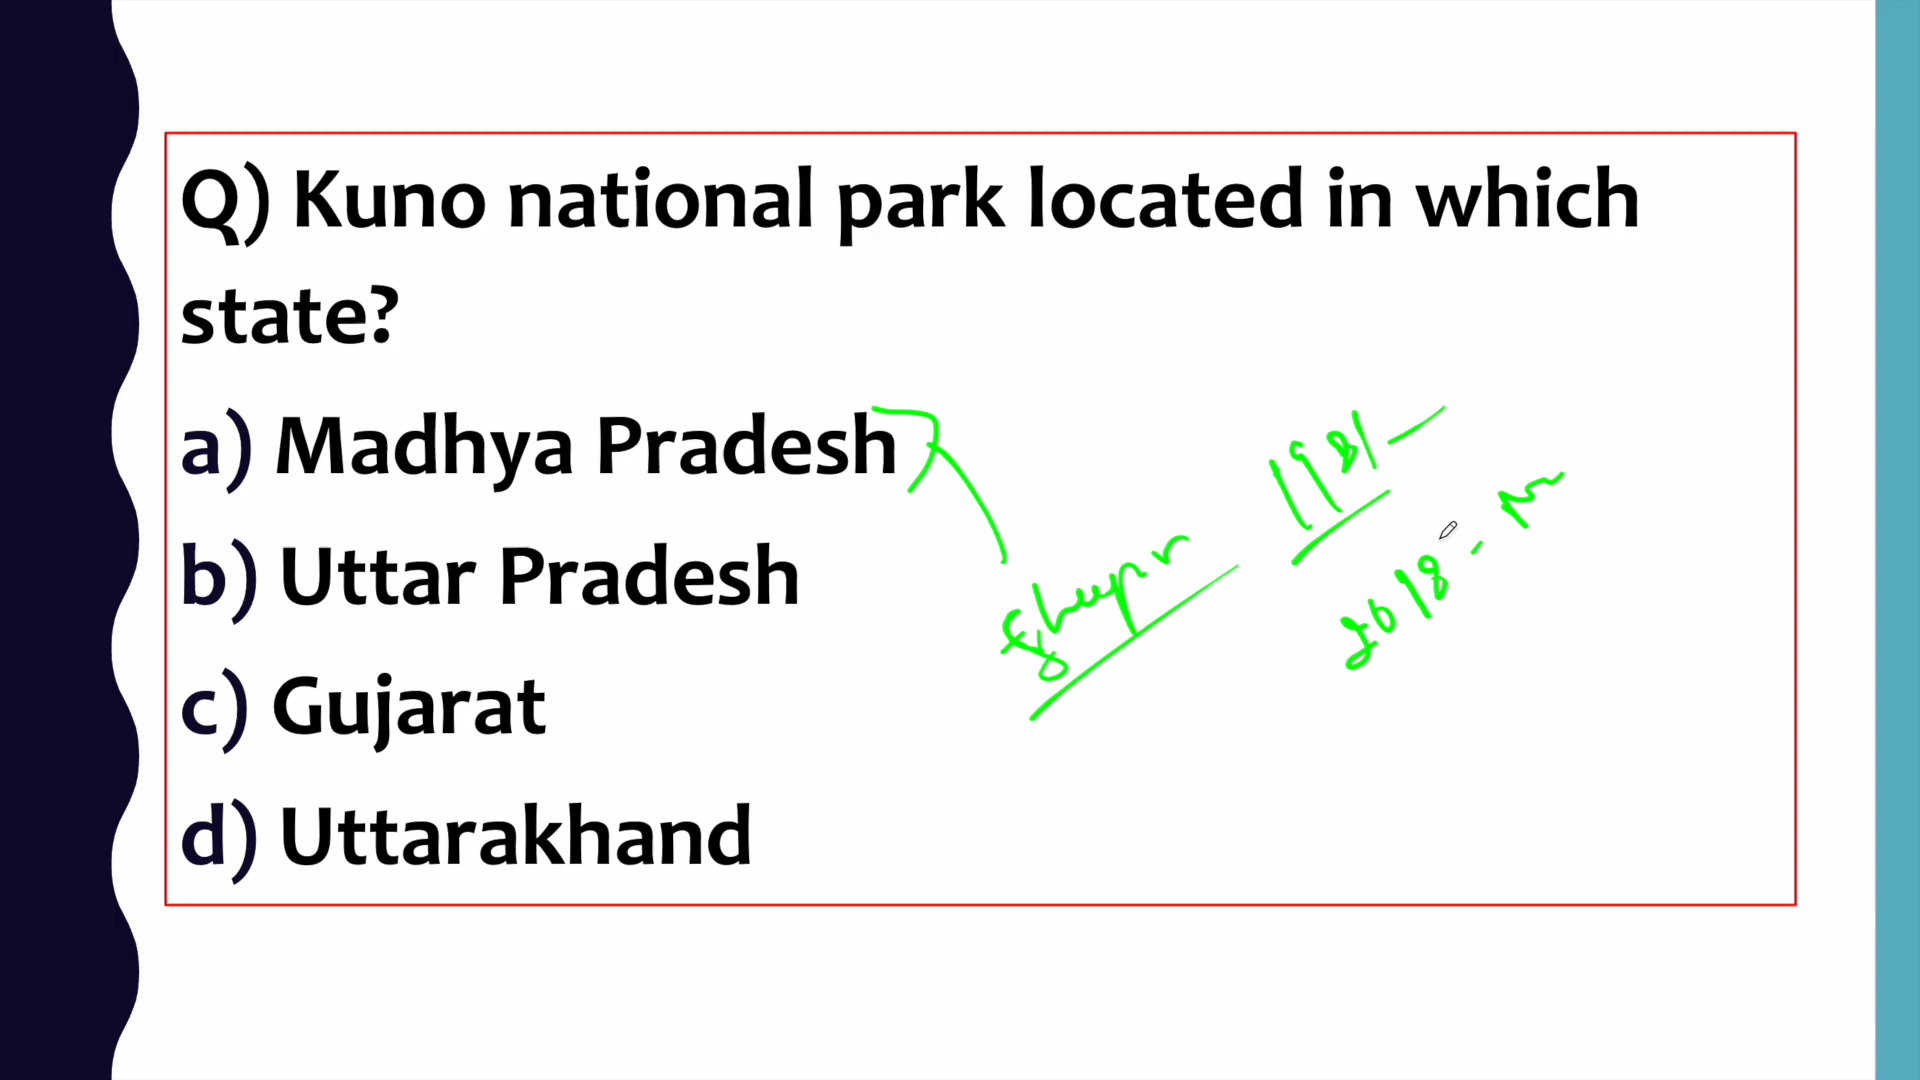 Q) Kuno national park located in which
state?
a) Madhya Pradesh
b) Uttar Pradesh
c) Gujarat
d) Uttarakhand
1981 -
2018 -